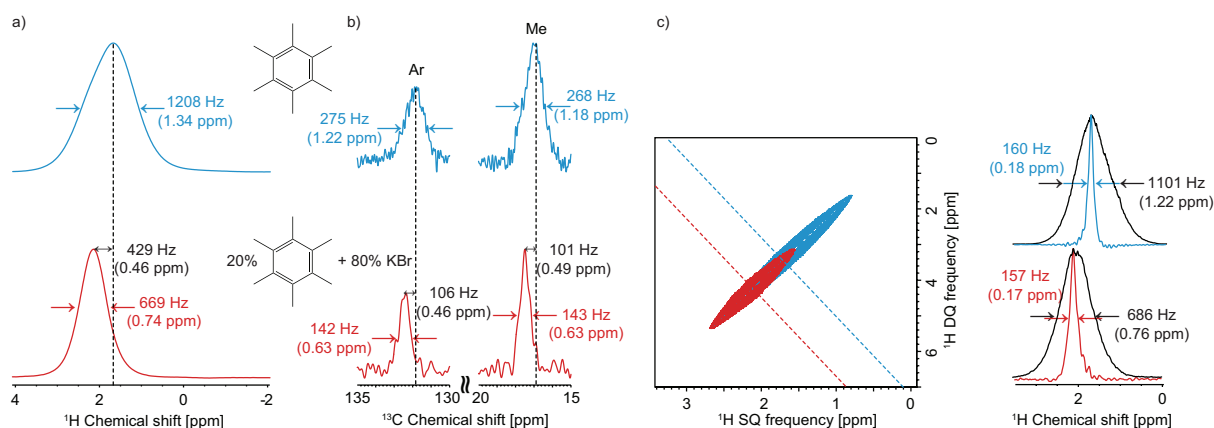 a)
1208 Hz
(1.34 ppm)
20%
+ 80% KBr
429 Hz
(0.46 ppm)
669 Hz
(0.74 ppm)
4
2
0
-2
¹H Chemical shift [ppm]
b)
Me
Ar
275 Hz
(1.22 ppm)
268 Hz
(1.18 ppm)
101 Hz
(0.49 ppm)
106 Hz
(0.46 ppm)
142 Hz
(0.63 ppm)
143 Hz
(0.63 ppm)
135
130
20
15
¹³C Chemical shift [ppm]
c)
0
2
4
6
¹H DQ frequency [ppm]
3
2
1
0
¹H SQ frequency [ppm]
160 Hz
(0.18 ppm)
1101 Hz
(1.22 ppm)
157 Hz
(0.17 ppm)
686 Hz
(0.76 ppm)
2
0
¹H Chemical shift [ppm]